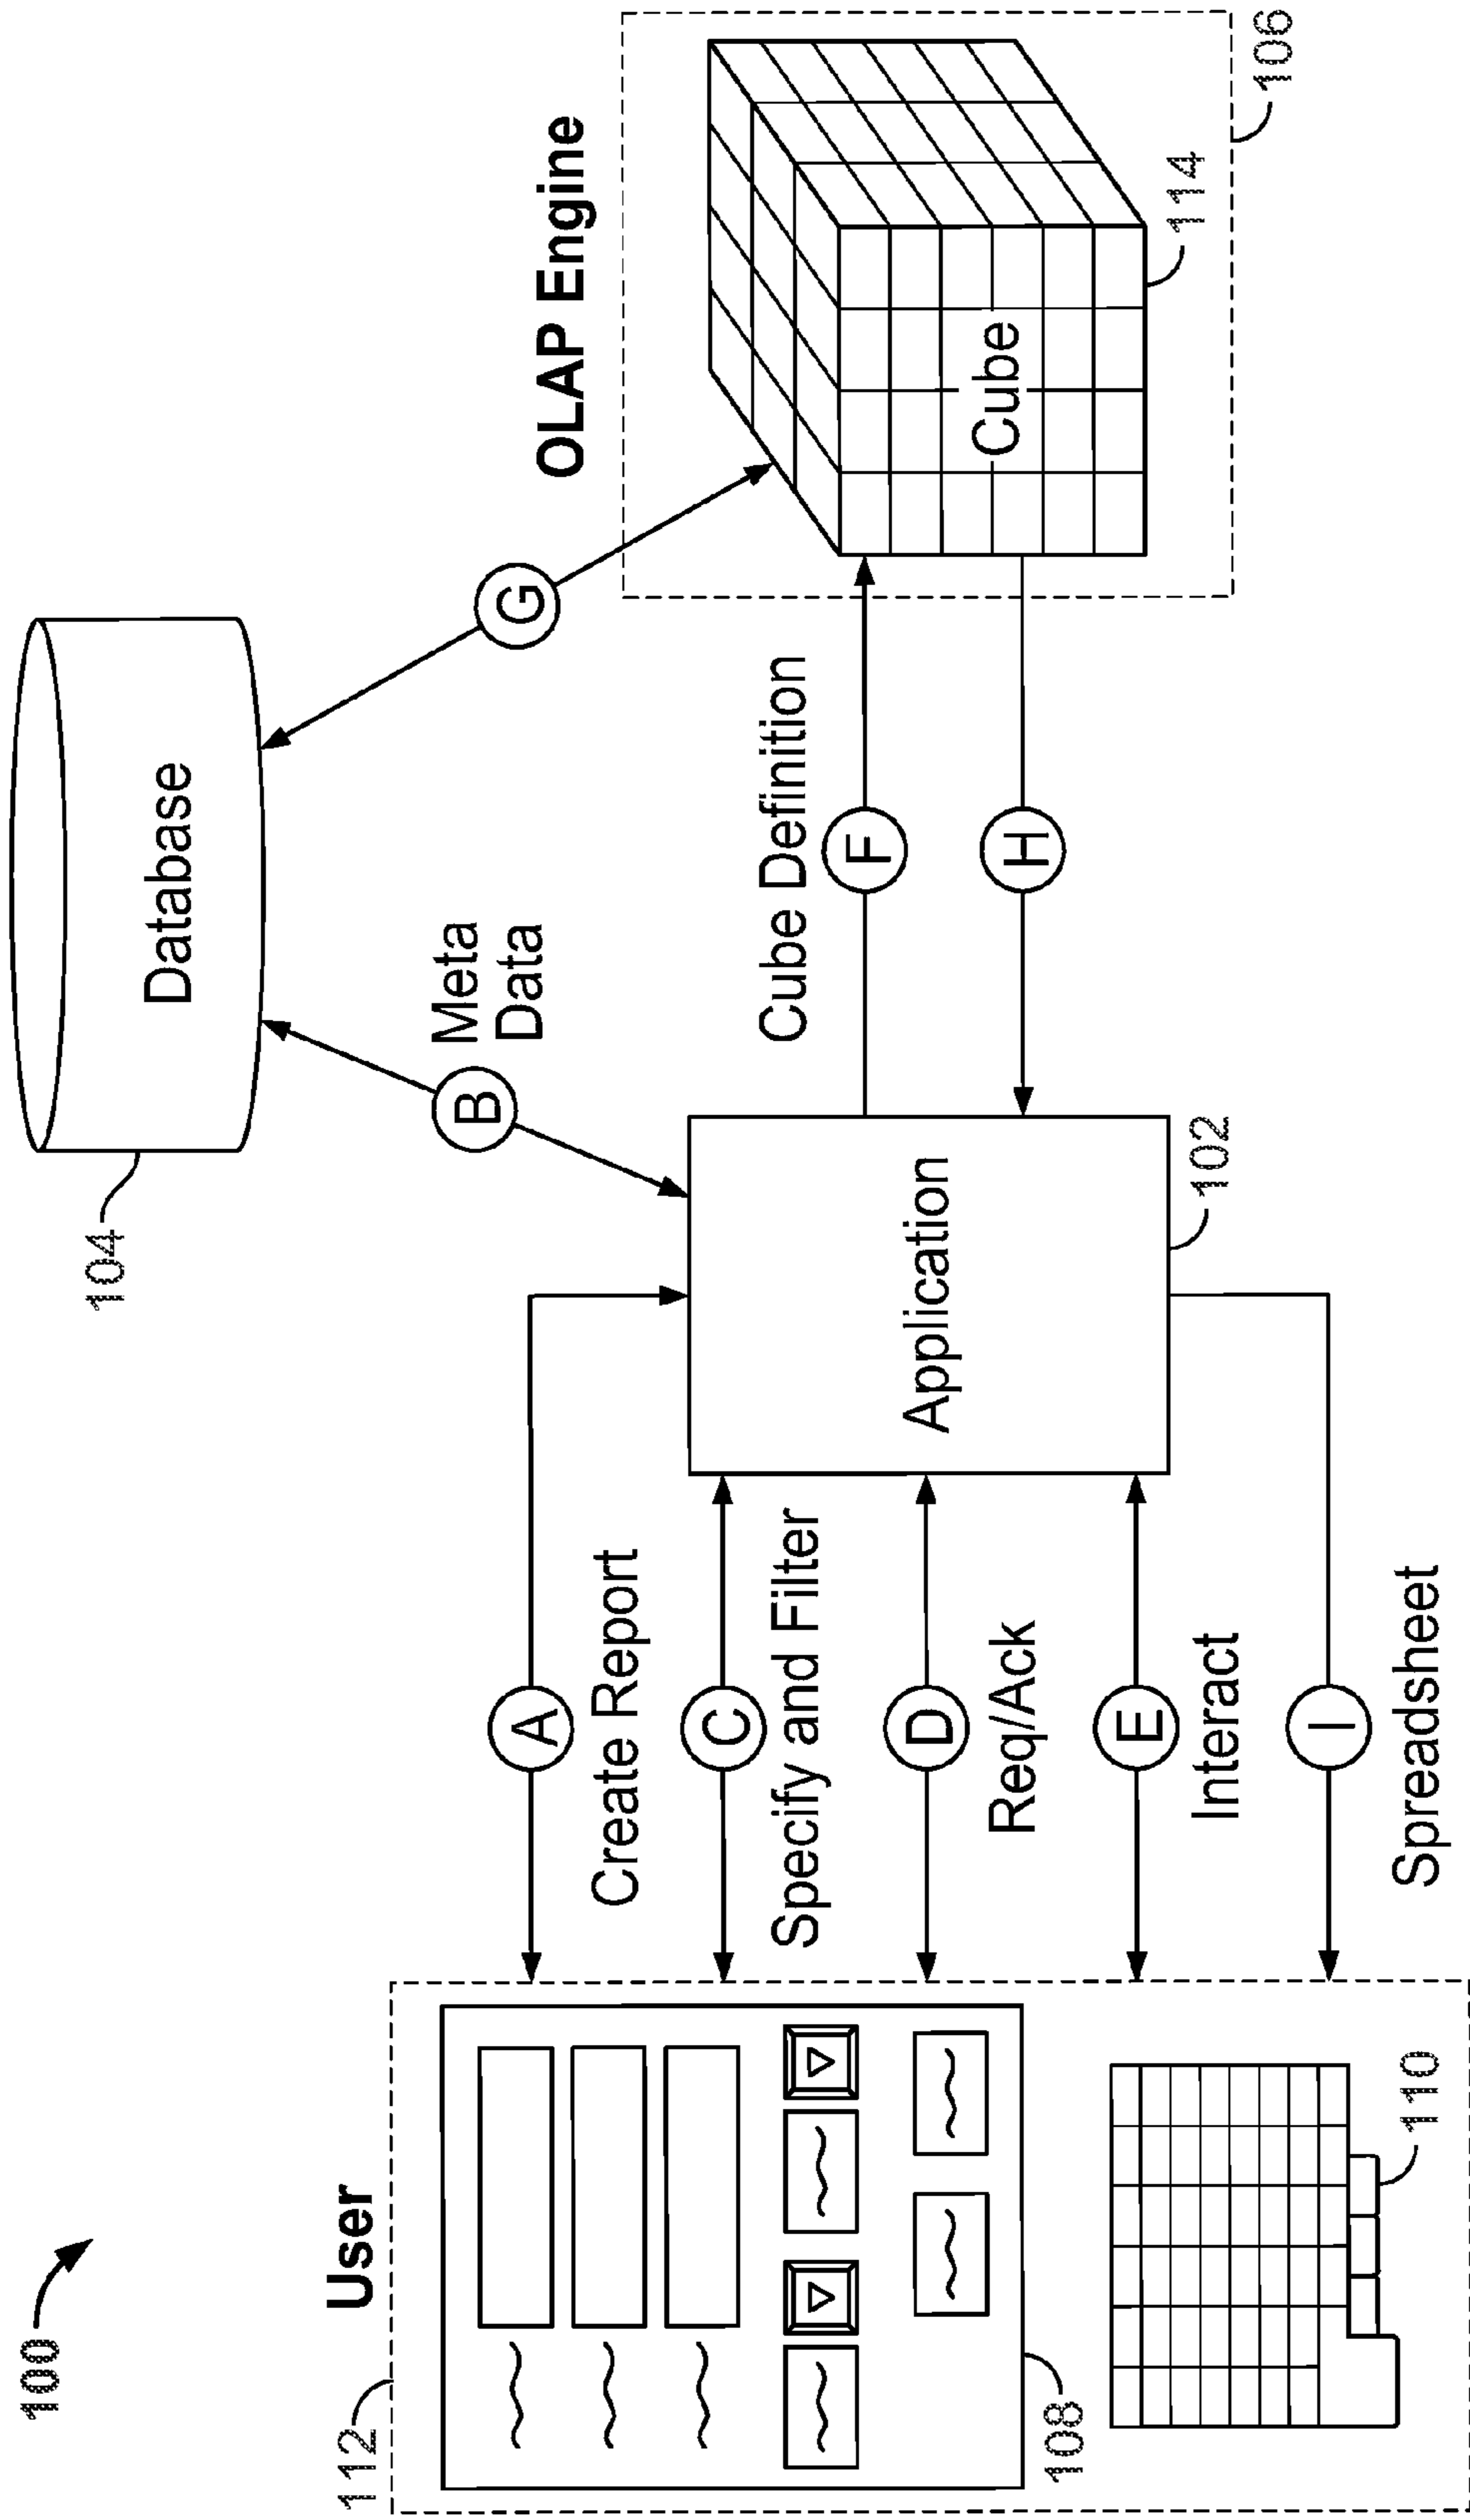 100
User
112
108
110
A
Create Report
C
Specify and Filter
D
Req/Ack
E
Interact
I
Spreadsheet
104
Database
B
Meta
Data
G
Application
102
Cube Definition
F
H
OLAP Engine
Cube
114
106